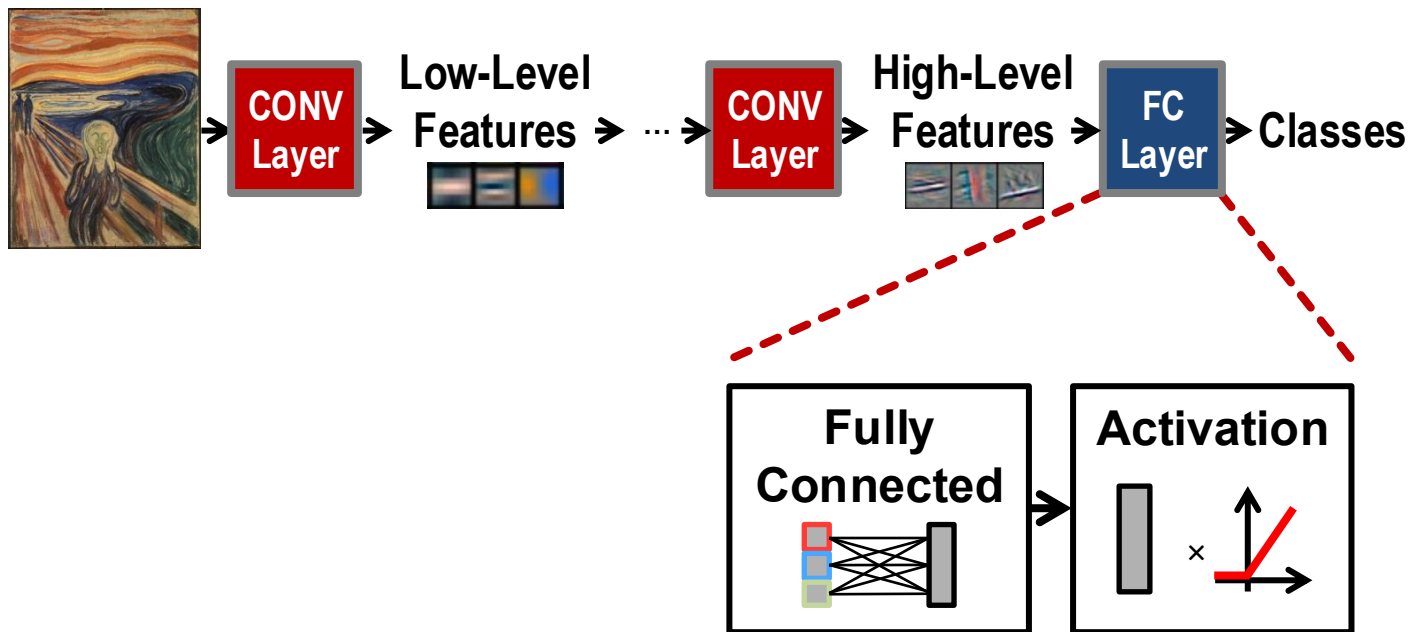 CONV
Layer
Low-Level
Features
...
CONV
Layer
High-Level
Features
FC
Layer
Classes
Fully
Connected
Activation
×